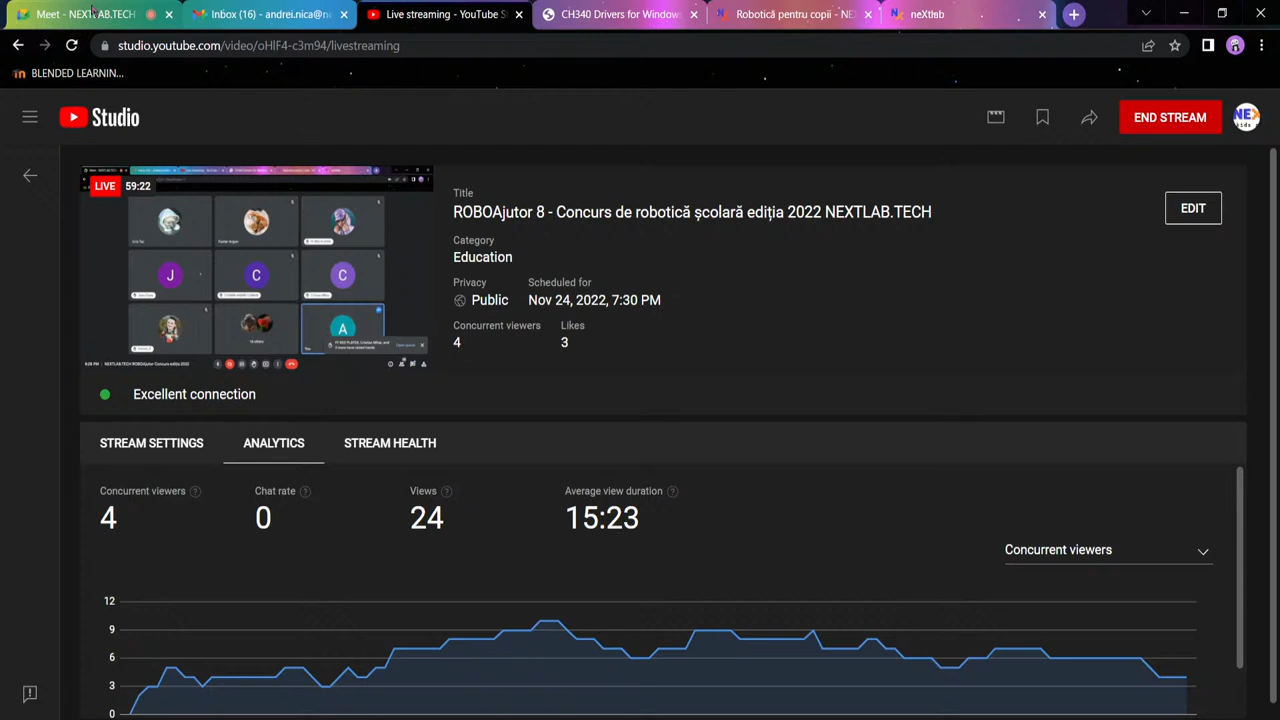 Meet - NEXTLAB.TECH
Inbox (16) - andrei.nica@ne
Live streaming - YouTube S
CH340 Drivers for Windows
Robotică pentru copii - NEX
neXtlab
studio.youtube.com/video/oHlF4-c3m94/livestreaming
BLENDED LEARNIN...
Studio
END STREAM
NEX
kids
LIVE 59:22
Title
ROBOAjutor 8 - Concurs de robotică școlară ediția 2022 NEXTLAB.TECH
EDIT
Category
Education
Privacy
Scheduled for
Public
Nov 24, 2022, 7:30 PM
Concurrent viewers
Likes
4
3
J
C
C
A
Excellent connection
STREAM SETTINGS
ANALYTICS
STREAM HEALTH
Concurrent viewers
Chat rate
Views
Average view duration
4
0
24
15:23
Concurrent viewers
12
9
6
3
0